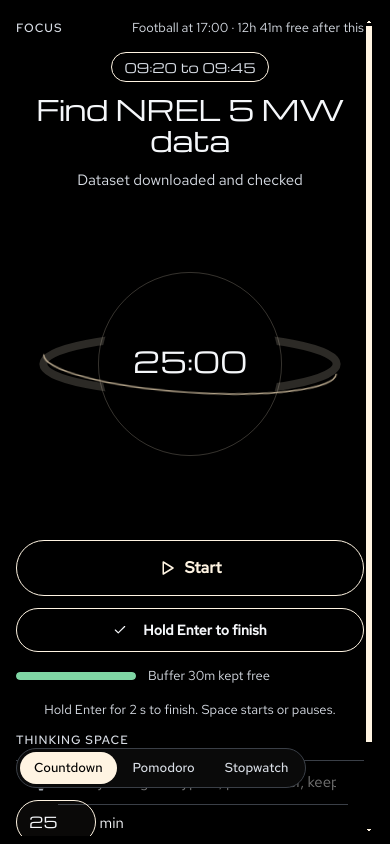 FOCUS
Football at 17:00 · 12h 41m free after this
09:20 to 09:45
Find NREL 5 MW
data
Dataset downloaded and checked
25:00
Start
Hold Enter to finish
Buffer 30m kept free
Hold Enter for 2 s to finish. Space starts or pauses.
THINKING SPACE
Countdown
Pomodoro
Stopwatch
25 min